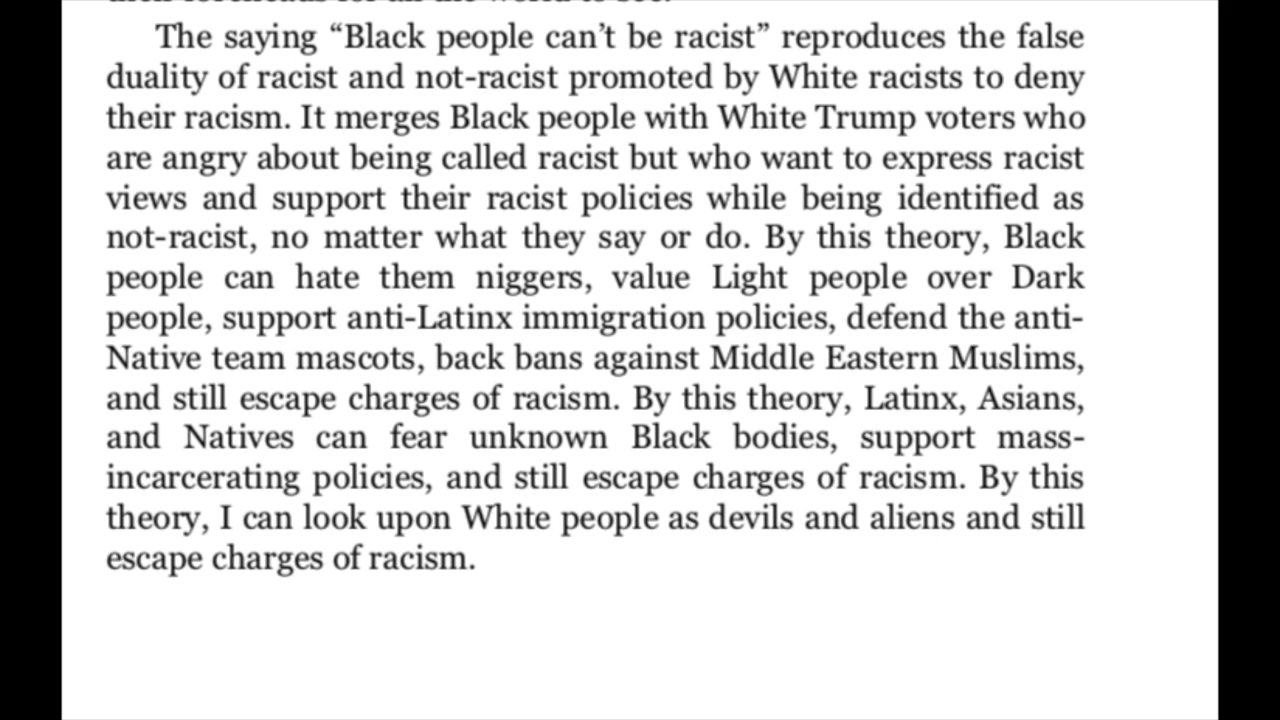 The saying “Black people can’t be racist” reproduces the false
duality of racist and not-racist promoted by White racists to deny
their racism. It merges Black people with White Trump voters who
are angry about being called racist but who want to express racist
views and support their racist policies while being identified as
not-racist, no matter what they say or do. By this theory, Black
people can hate them niggers, value Light people over Dark
people, support anti-Latinx immigration policies, defend the anti-
Native team mascots, back bans against Middle Eastern Muslims,
and still escape charges of racism. By this theory, Latinx, Asians,
and Natives can fear unknown Black bodies, support mass-
incarcerating policies, and still escape charges of racism. By this
theory, I can look upon White people as devils and aliens and still
escape charges of racism.